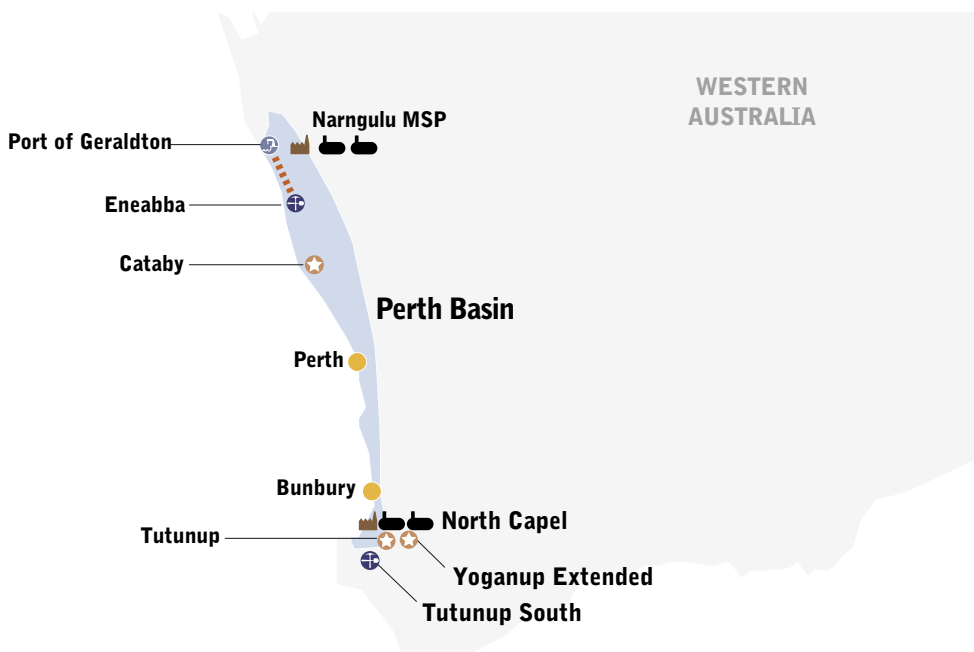 WESTERN
AUSTRALIA
Narngulu MSP
Port of Geraldton
Eneabba
Cataby
Perth Basin
Perth
Bunbury
North Capel
Tutunup
Yoganup Extended
Tutunup South